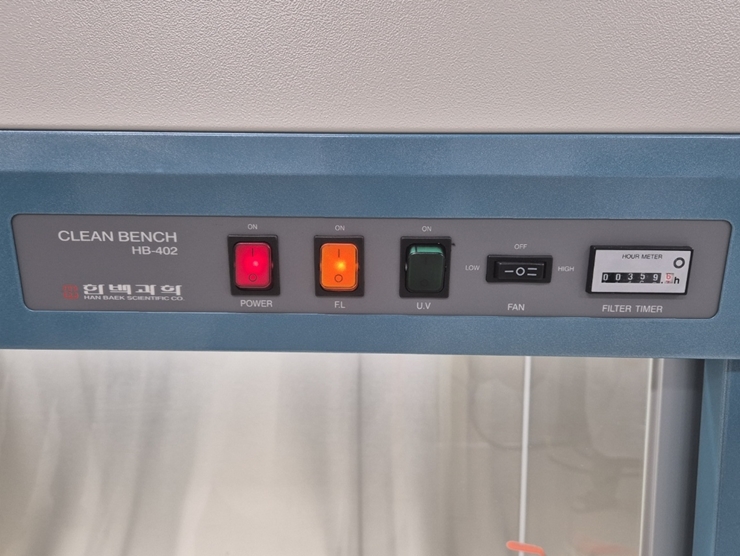 CLEAN BENCH
HB-402
한백과학
HAN BAEK SCIENTIFIC CO.
ON
POWER
ON
F.L
ON
U.V
OFF
LOW
HIGH
FAN
HOUR METER
00359
h
FILTER TIMER